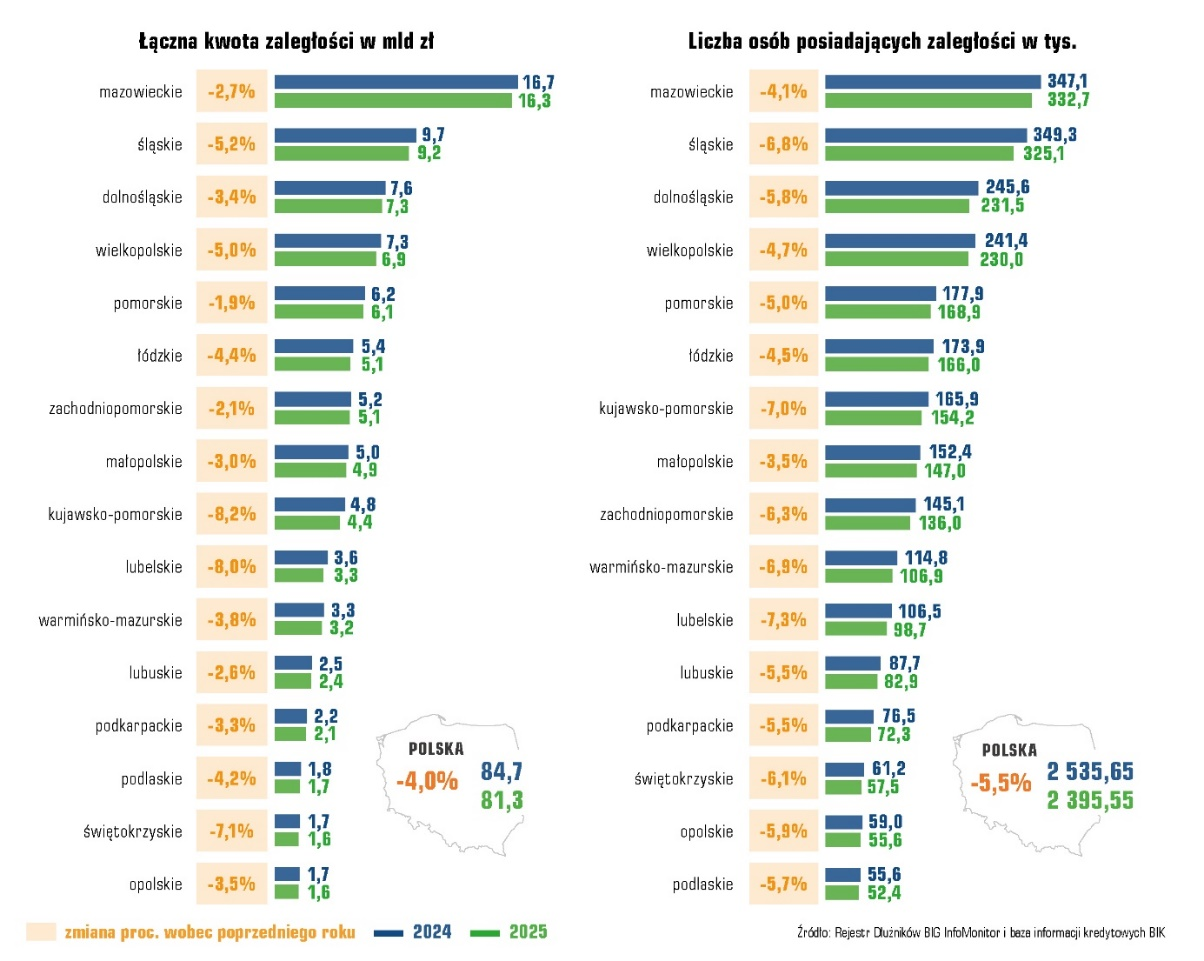 Łączna kwota zaległości w mld zł
mazowieckie -2,7% 16,7
16,3
śląskie -5,2% 9,7
9,2
dolnośląskie -3,4% 7,6
7,3
wielkopolskie -5,0% 7,3
6,9
pomorskie -1,9% 6,2
6,1
łódzkie -4,4% 5,4
5,1
zachodniopomorskie -2,1% 5,2
5,1
małopolskie -3,0% 5,0
4,9
kujawsko-pomorskie -8,2% 4,8
4,4
lubelskie -8,0% 3,6
3,3
warmińsko-mazurskie -3,8% 3,3
3,2
lubuskie -2,6% 2,5
2,4
podkarpackie -3,3% 2,2
2,1
podlaskie -4,2% 1,8
1,7
świętokrzyskie -7,1% 1,7
1,6
opolskie -3,5% 1,7
1,6
POLSKA
-4,0% 84,7
81,3
Liczba osób posiadających zaległości w tys.
mazowieckie -4,1% 347,1
332,7
śląskie -6,8% 349,3
325,1
dolnośląskie -5,8% 245,6
231,5
wielkopolskie -4,7% 241,4
230,0
pomorskie -5,0% 177,9
168,9
łódzkie -4,5% 173,9
166,0
kujawsko-pomorskie -7,0% 165,9
154,2
małopolskie -3,5% 152,4
147,0
zachodniopomorskie -6,3% 145,1
136,0
warmińsko-mazurskie -6,9% 114,8
106,9
lubelskie -7,3% 106,5
98,7
lubuskie -5,5% 87,7
82,9
podkarpackie -5,5% 76,5
72,3
świętokrzyskie -6,1% 61,2
57,5
opolskie -5,9% 59,0
55,6
podlaskie -5,7% 55,6
52,4
POLSKA
-5,5% 2 535,65
2 395,55
zmiana proc. wobec poprzedniego roku 2024 2025
Źródło: Rejestr Dłużników BIG InfoMonitor i baza informacji kredytowych BIK